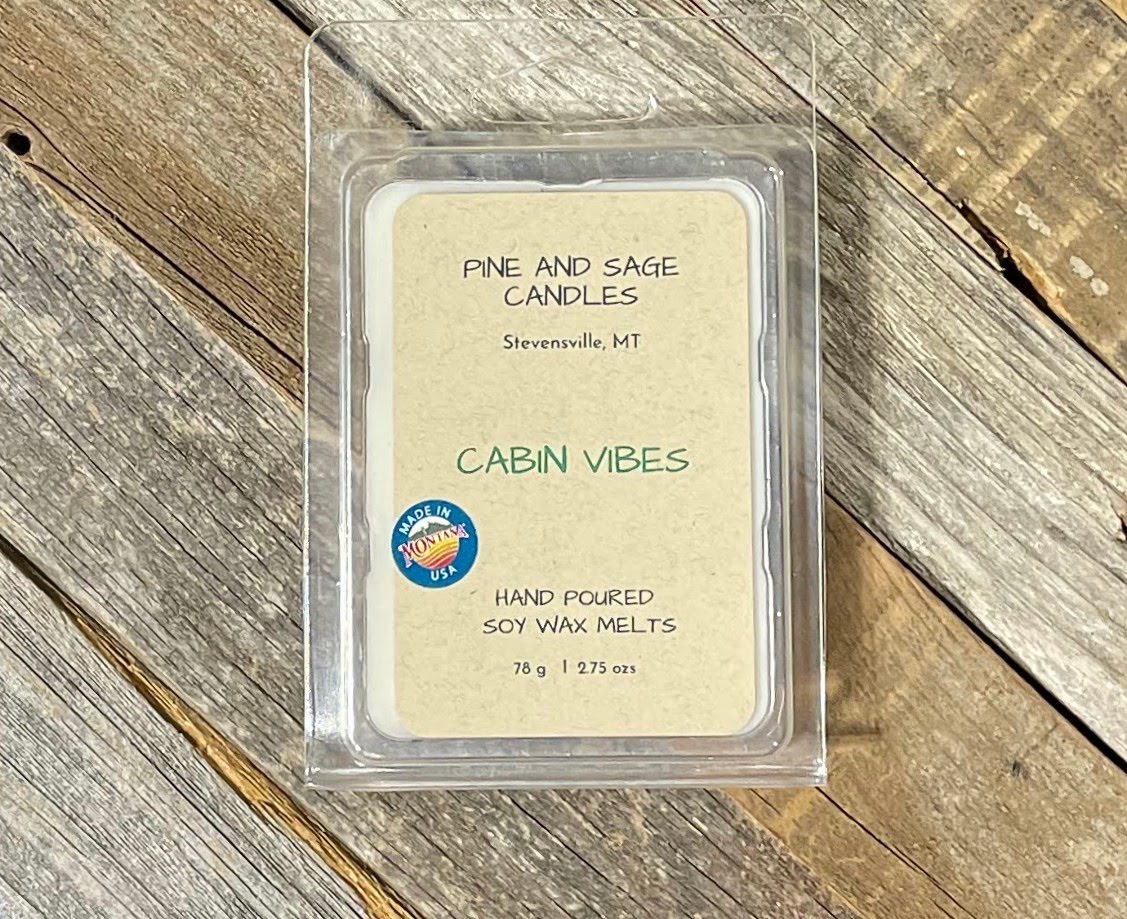 PINE AND SAGE
CANDLES
Stevensville, MT
CABIN VIBES
MADE IN
MONTANA
USA
HAND POURED
SOY WAX MELTS
78 g | 2.75 ozs